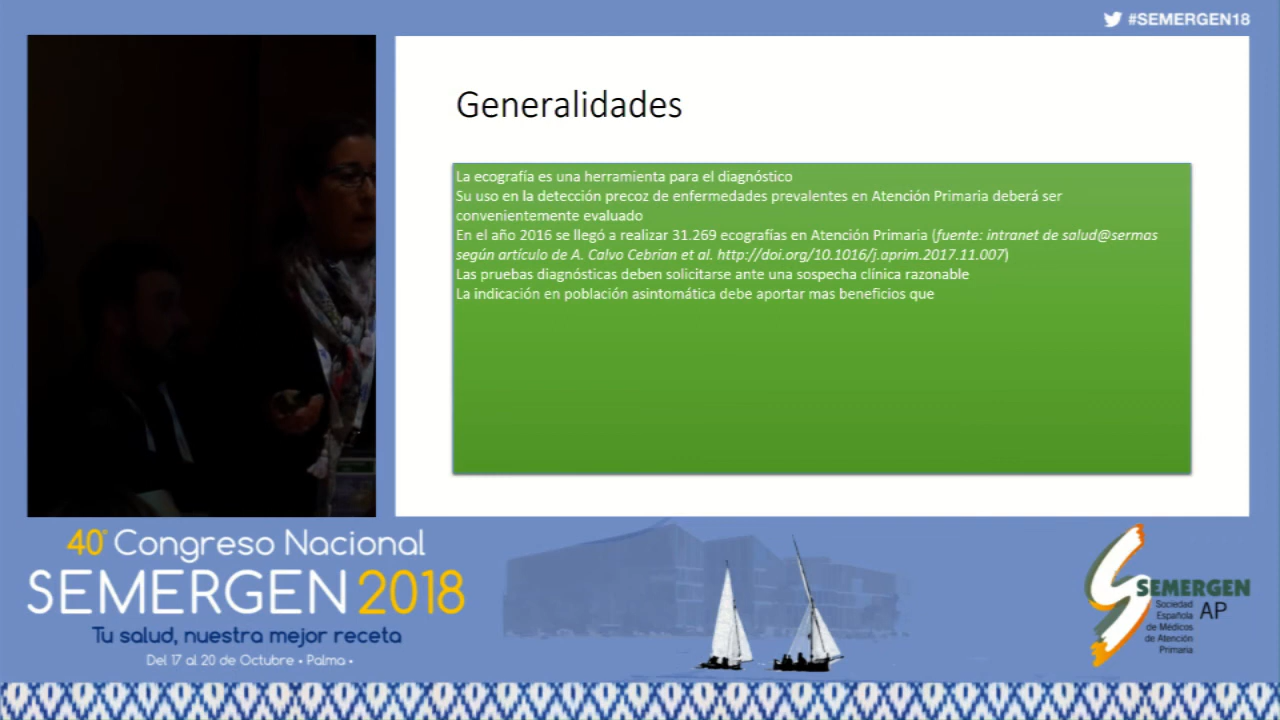 #SEMERGEN18
Generalidades
La ecografía es una herramienta para el diagnóstico
Su uso en la detección precoz de enfermedades prevalentes en Atención Primaria deberá ser
convenientemente evaluado
En el año 2016 se llegó a realizar 31.269 ecografías en Atención Primaria (fuente: intranet de salud@sermas
según artículo de A. Calvo Cebrian et al. http://doi.org/10.1016/j.aprim.2017.11.007)
Las pruebas diagnósticas deben solicitarse ante una sospecha clínica razonable
La indicación en población asintomática debe aportar mas beneficios que
40º Congreso Nacional
SEMERGEN 2018
Tu salud, nuestra mejor receta
Del 17 al 20 de Octubre • Palma •
SEMERGEN
Sociedad
Española
de Médicos
de Atención
Primaria
AP